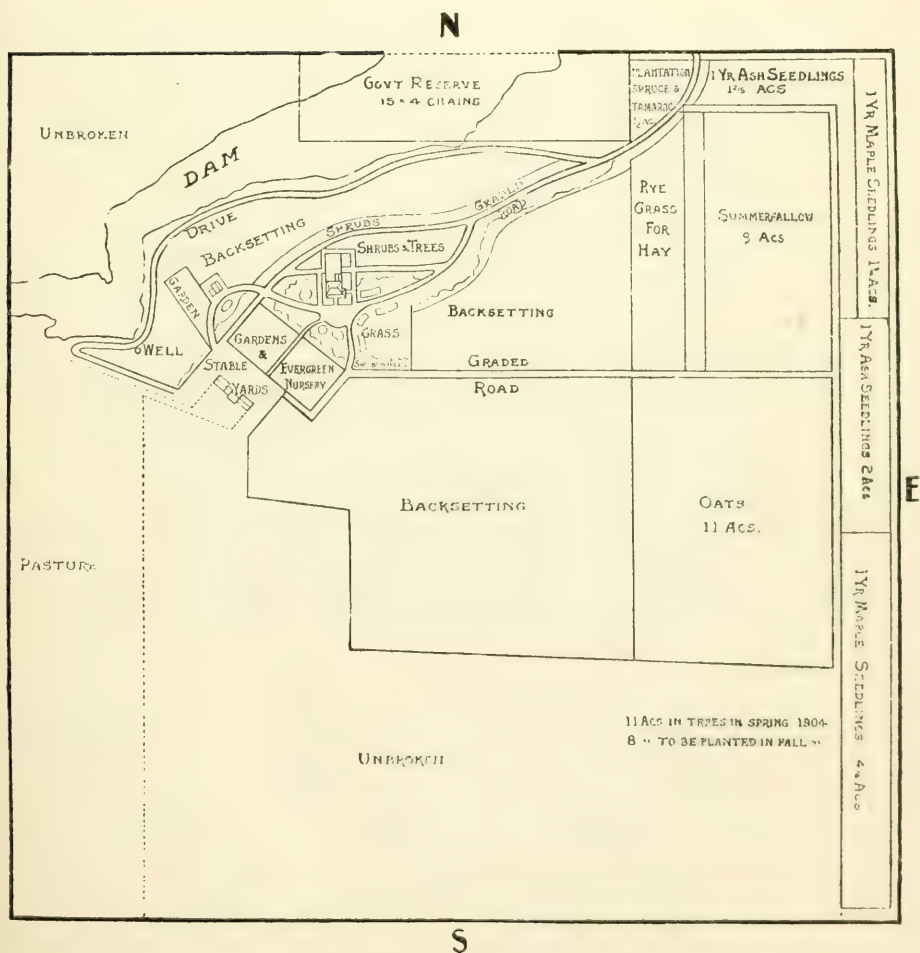 N
GOVT RESERVE
15 × 4 CHAINS
PLANTATION
SPRUCE &
TAMARAC
1 YR ASH SEEDLINGS
ACS
UNBROKEN
DAM
1 YR MAPLE SEEDLINGS ACS.
DRIVE
BACKSETTING
SHRUBS
GRADED
ROAD
SHRUBS & TREES
RYE
GRASS
FOR
HAY
SUMMERFALLOW
9 ACS
GARDEN
WELL
STABLE
YARDS
GARDENS
&
EVERGREEN
NURSERY
GRASS
BACKSETTING
GRADED
ROAD
1 YR ASH SEEDLINGS 2 ACS
E
BACKSETTING
OATS
11 ACS.
PASTURE
1 YR MAPLE SEEDLINGS ACS
11 ACS IN TREES IN SPRING 1904
8 " TO BE PLANTED IN FALL "
UNBROKEN
S